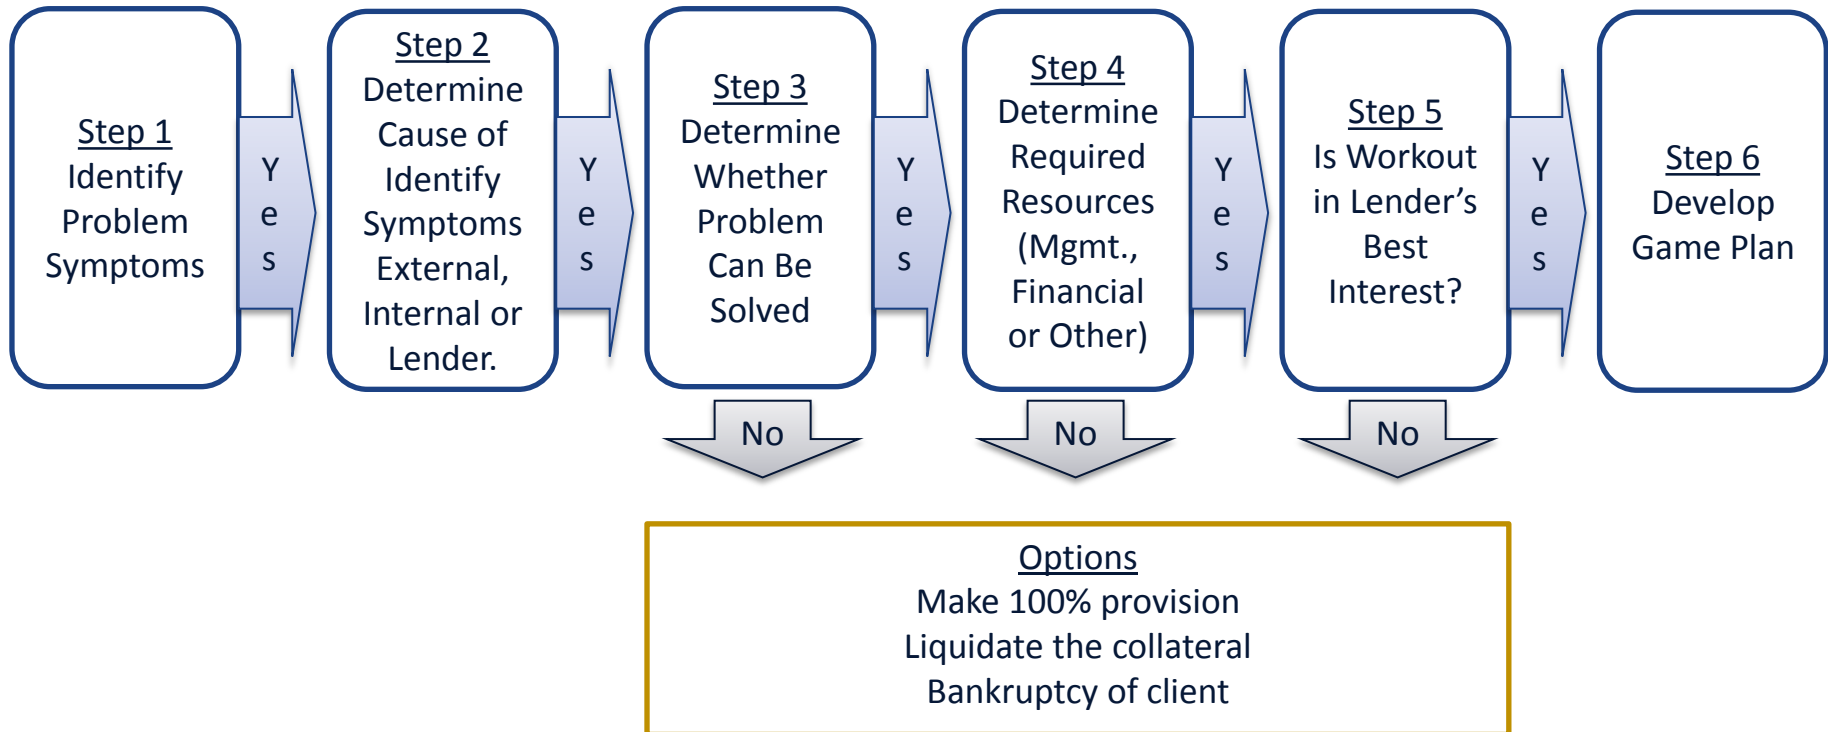 Step 1
Identify
Problem
Symptoms
Y
e
s
Step 2
Determine
Cause of
Identify
Symptoms
External,
Internal or
Lender.
Y
e
s
Step 3
Determine
Whether
Problem
Can Be
Solved
Y
e
s
Step 4
Determine
Required
Resources
(Mgmt.,
Financial
or Other)
Y
e
s
Step 5
Is Workout
in Lender’s
Best
Interest?
Y
e
s
Step 6
Develop
Game Plan
No
No
No
Options
Make 100% provision
Liquidate the collateral
Bankruptcy of client